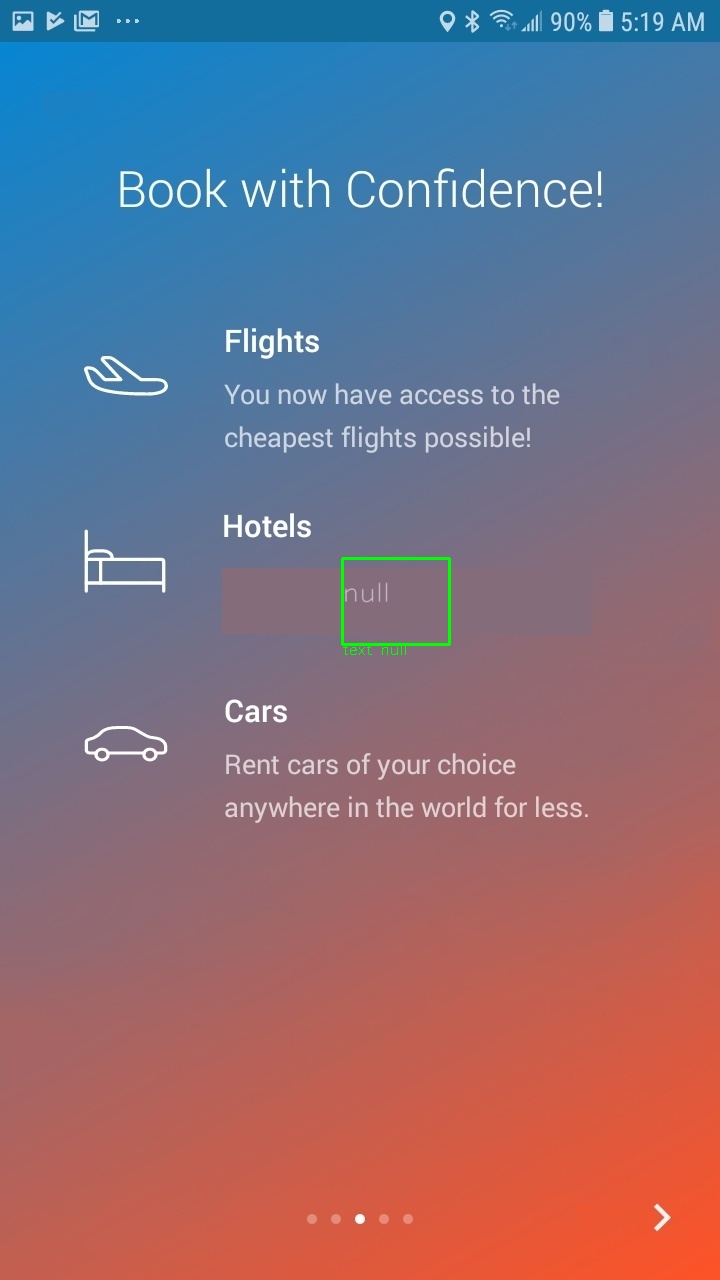 90% 5:19 AM
Book with Confidence!
Flights
You now have access to the
cheapest flights possible!
Hotels
null
text null
Cars
Rent cars of your choice
anywhere in the world for less.